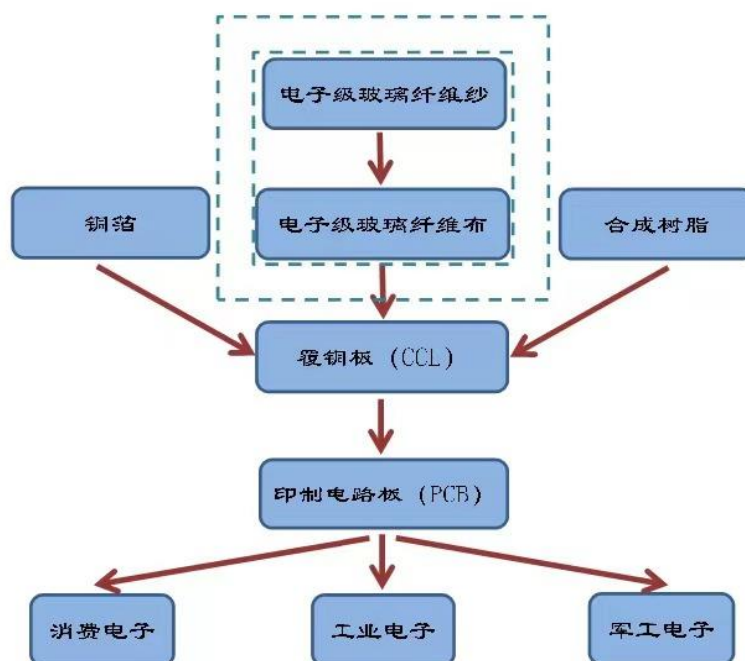 电子级玻璃纤维纱
铜箔
电子级玻璃纤维布
合成树脂
覆铜板 (CCL)
印制电路板 (PCB)
消费电子
工业电子
军工电子